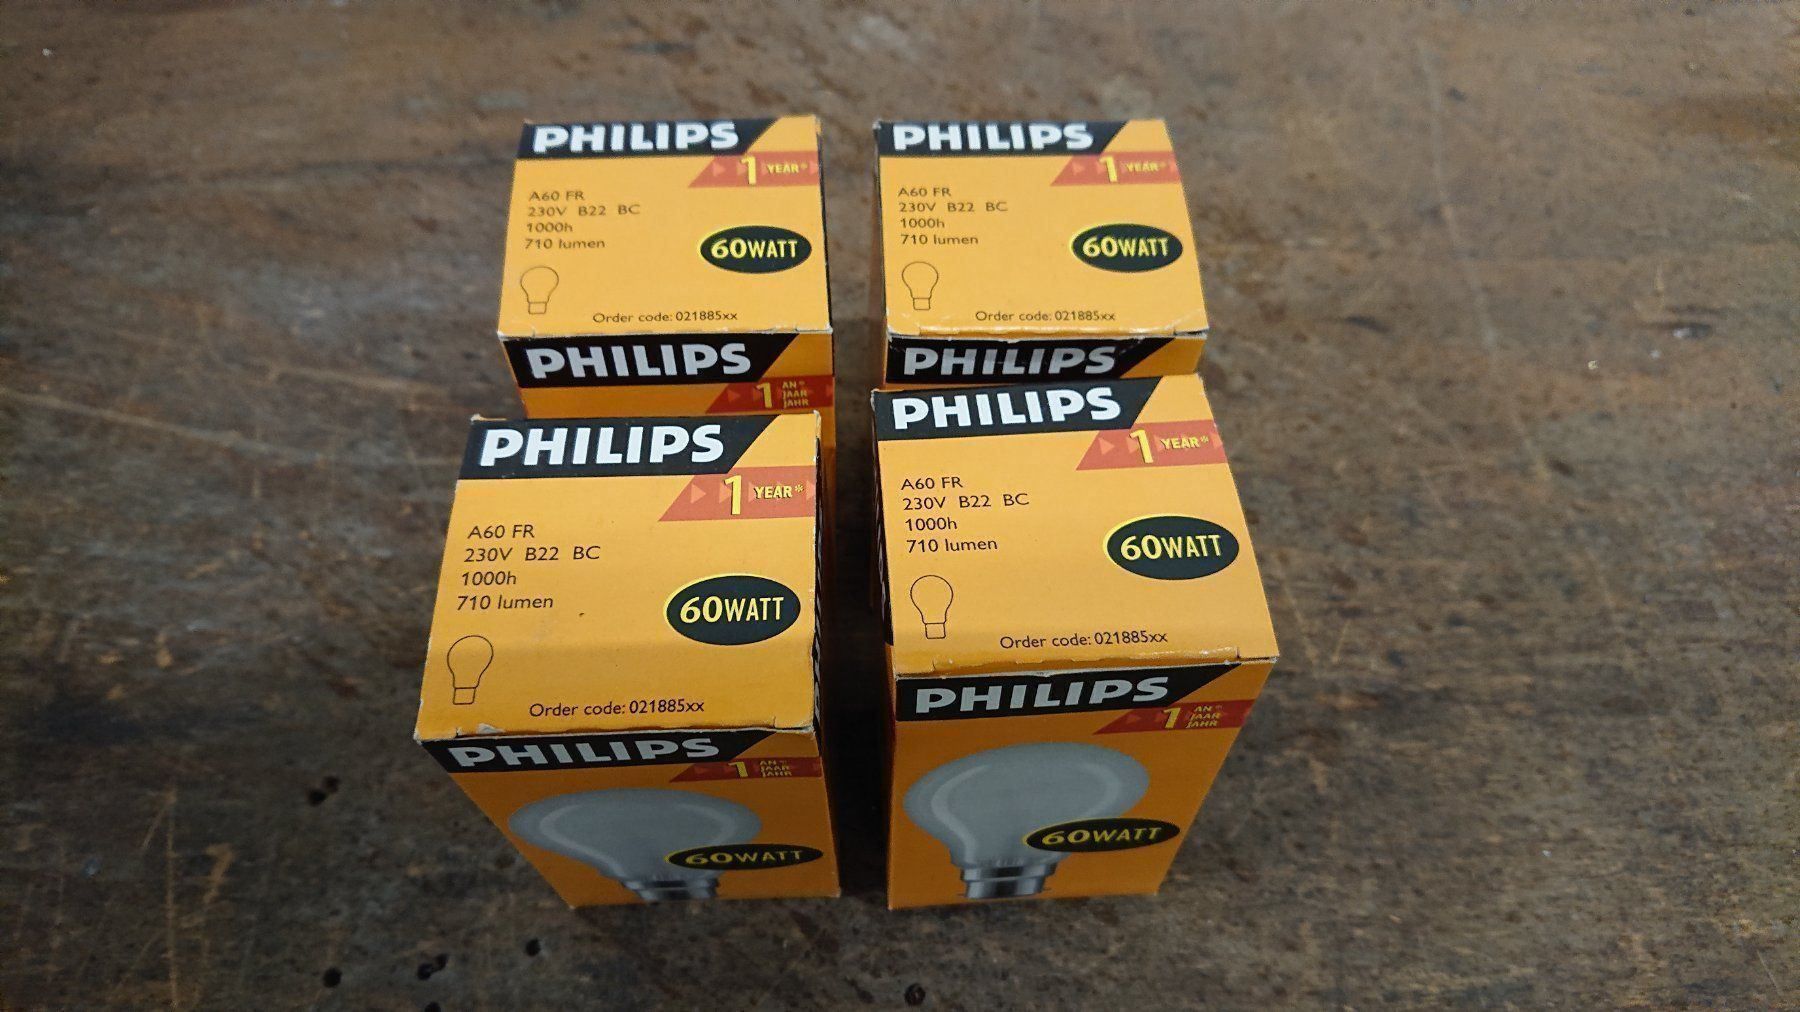 PHILIPS
1 YEAR*
A60 FR
230V B22 BC
1000h
710 lumen
60WATT
Order code: 021885xx
PHILIPS
1 AN*
JAAR
JAHR
PHILIPS
1 YEAR*
A60 FR
230V B22 BC
1000h
710 lumen
60WATT
Order code: 021885xx
PHILIPS
PHILIPS
1 YEAR*
A60 FR
230V B22 BC
1000h
710 lumen
60WATT
Order code: 021885xx
PHILIPS
1 AN*
JAAR
JAHR
60WATT
PHILIPS
1 YEAR*
A60 FR
230V B22 BC
1000h
710 lumen
60WATT
Order code: 021885xx
PHILIPS
1 AN*
JAAR
JAHR
60WATT